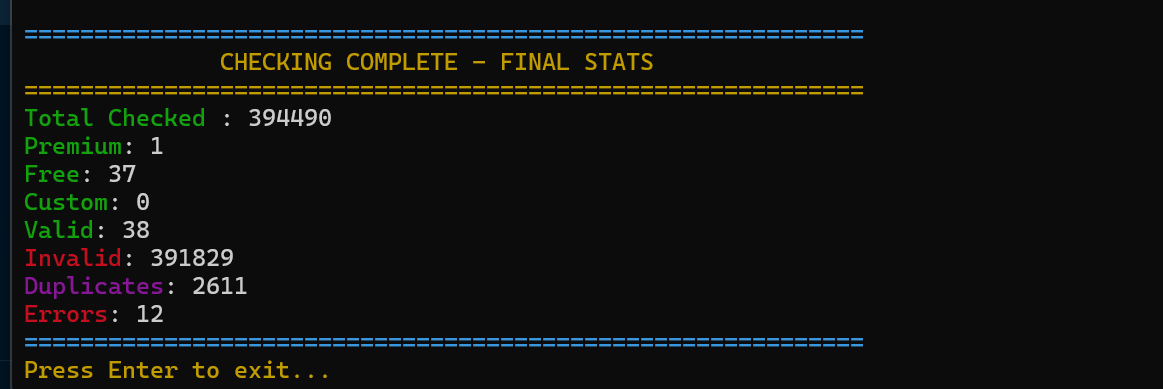 ============================================================
CHECKING COMPLETE - FINAL STATS
============================================================
Total Checked : 394490
Premium: 1
Free: 37
Custom: 0
Valid: 38
Invalid: 391829
Duplicates: 2611
Errors: 12
============================================================
Press Enter to exit...